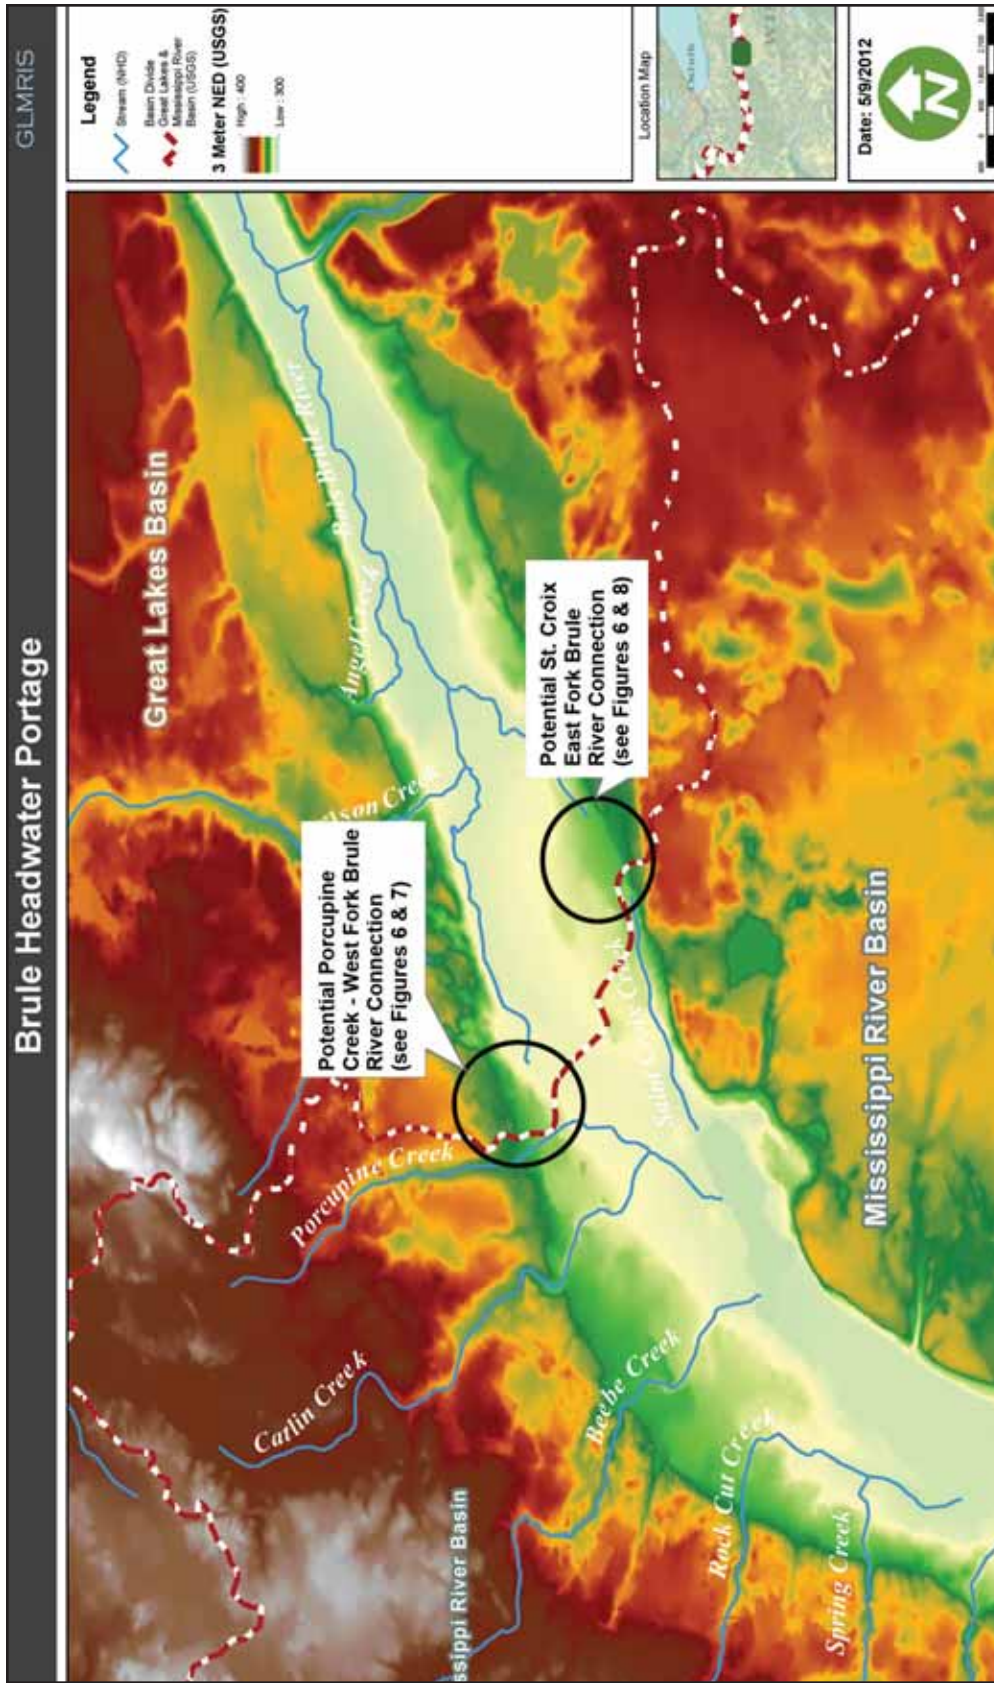 Brule Headwater Portage
GLMRIS
Great Lakes Basin
Bois Brule River
Angel Creek
lson Creek
Potential Porcupine
Creek - West Fork Brule
River Connection
(see Figures 6 & 7)
Porcupine Creek
Catlin Creek
Beebe Creek
ssippi River Basin
Rock Cut Creek
Spring Creek
Potential St. Croix
East Fork Brule
River Connection
(see Figures 6 & 8)
Creek
Mississippi River Basin
Legend
Stream (NHD)
Basin Divide
Great Lakes &
Mississippi River
Basin (USGS)
3 Meter NED (USGS)
High : 400
Low : 300
Location Map
Date: 5/9/2012
N